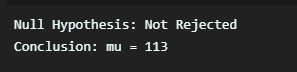 Null Hypothesis: Not Rejected
Conclusion: mu = 113